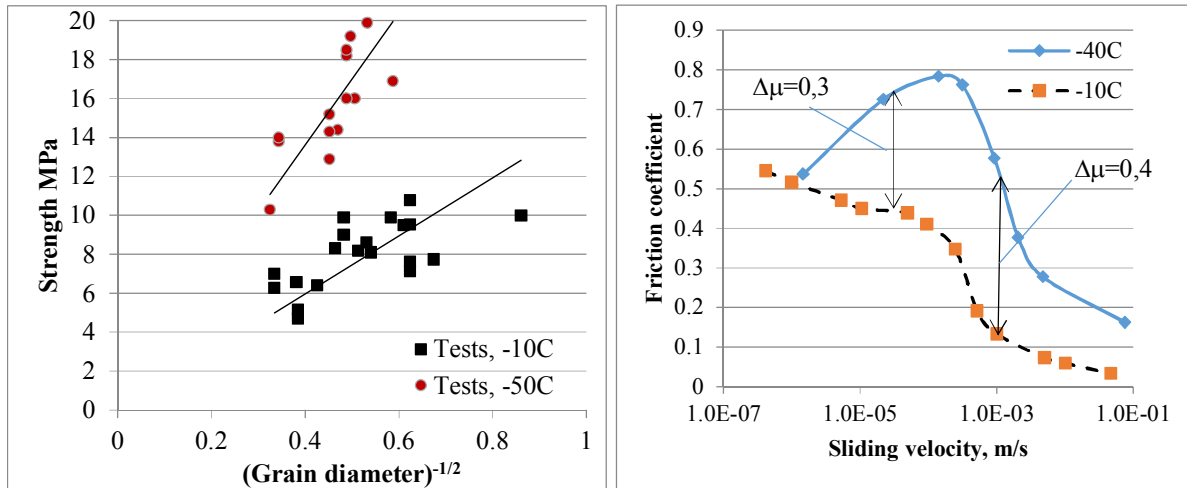 20
18
16
14
12
10
8
6
4
2
0
Strength MPa
Tests, -10C
Tests, -50C
0 0.2 0.4 0.6 0.8 1
(Grain diameter)-1/2
0.9
0.8
0.7
0.6
0.5
0.4
0.3
0.2
0.1
0
Friction coefficient
-40C
-10C
Δμ=0,3
Δμ=0,4
1.0E-07 1.0E-05 1.0E-03 1.0E-01
Sliding velocity, m/s